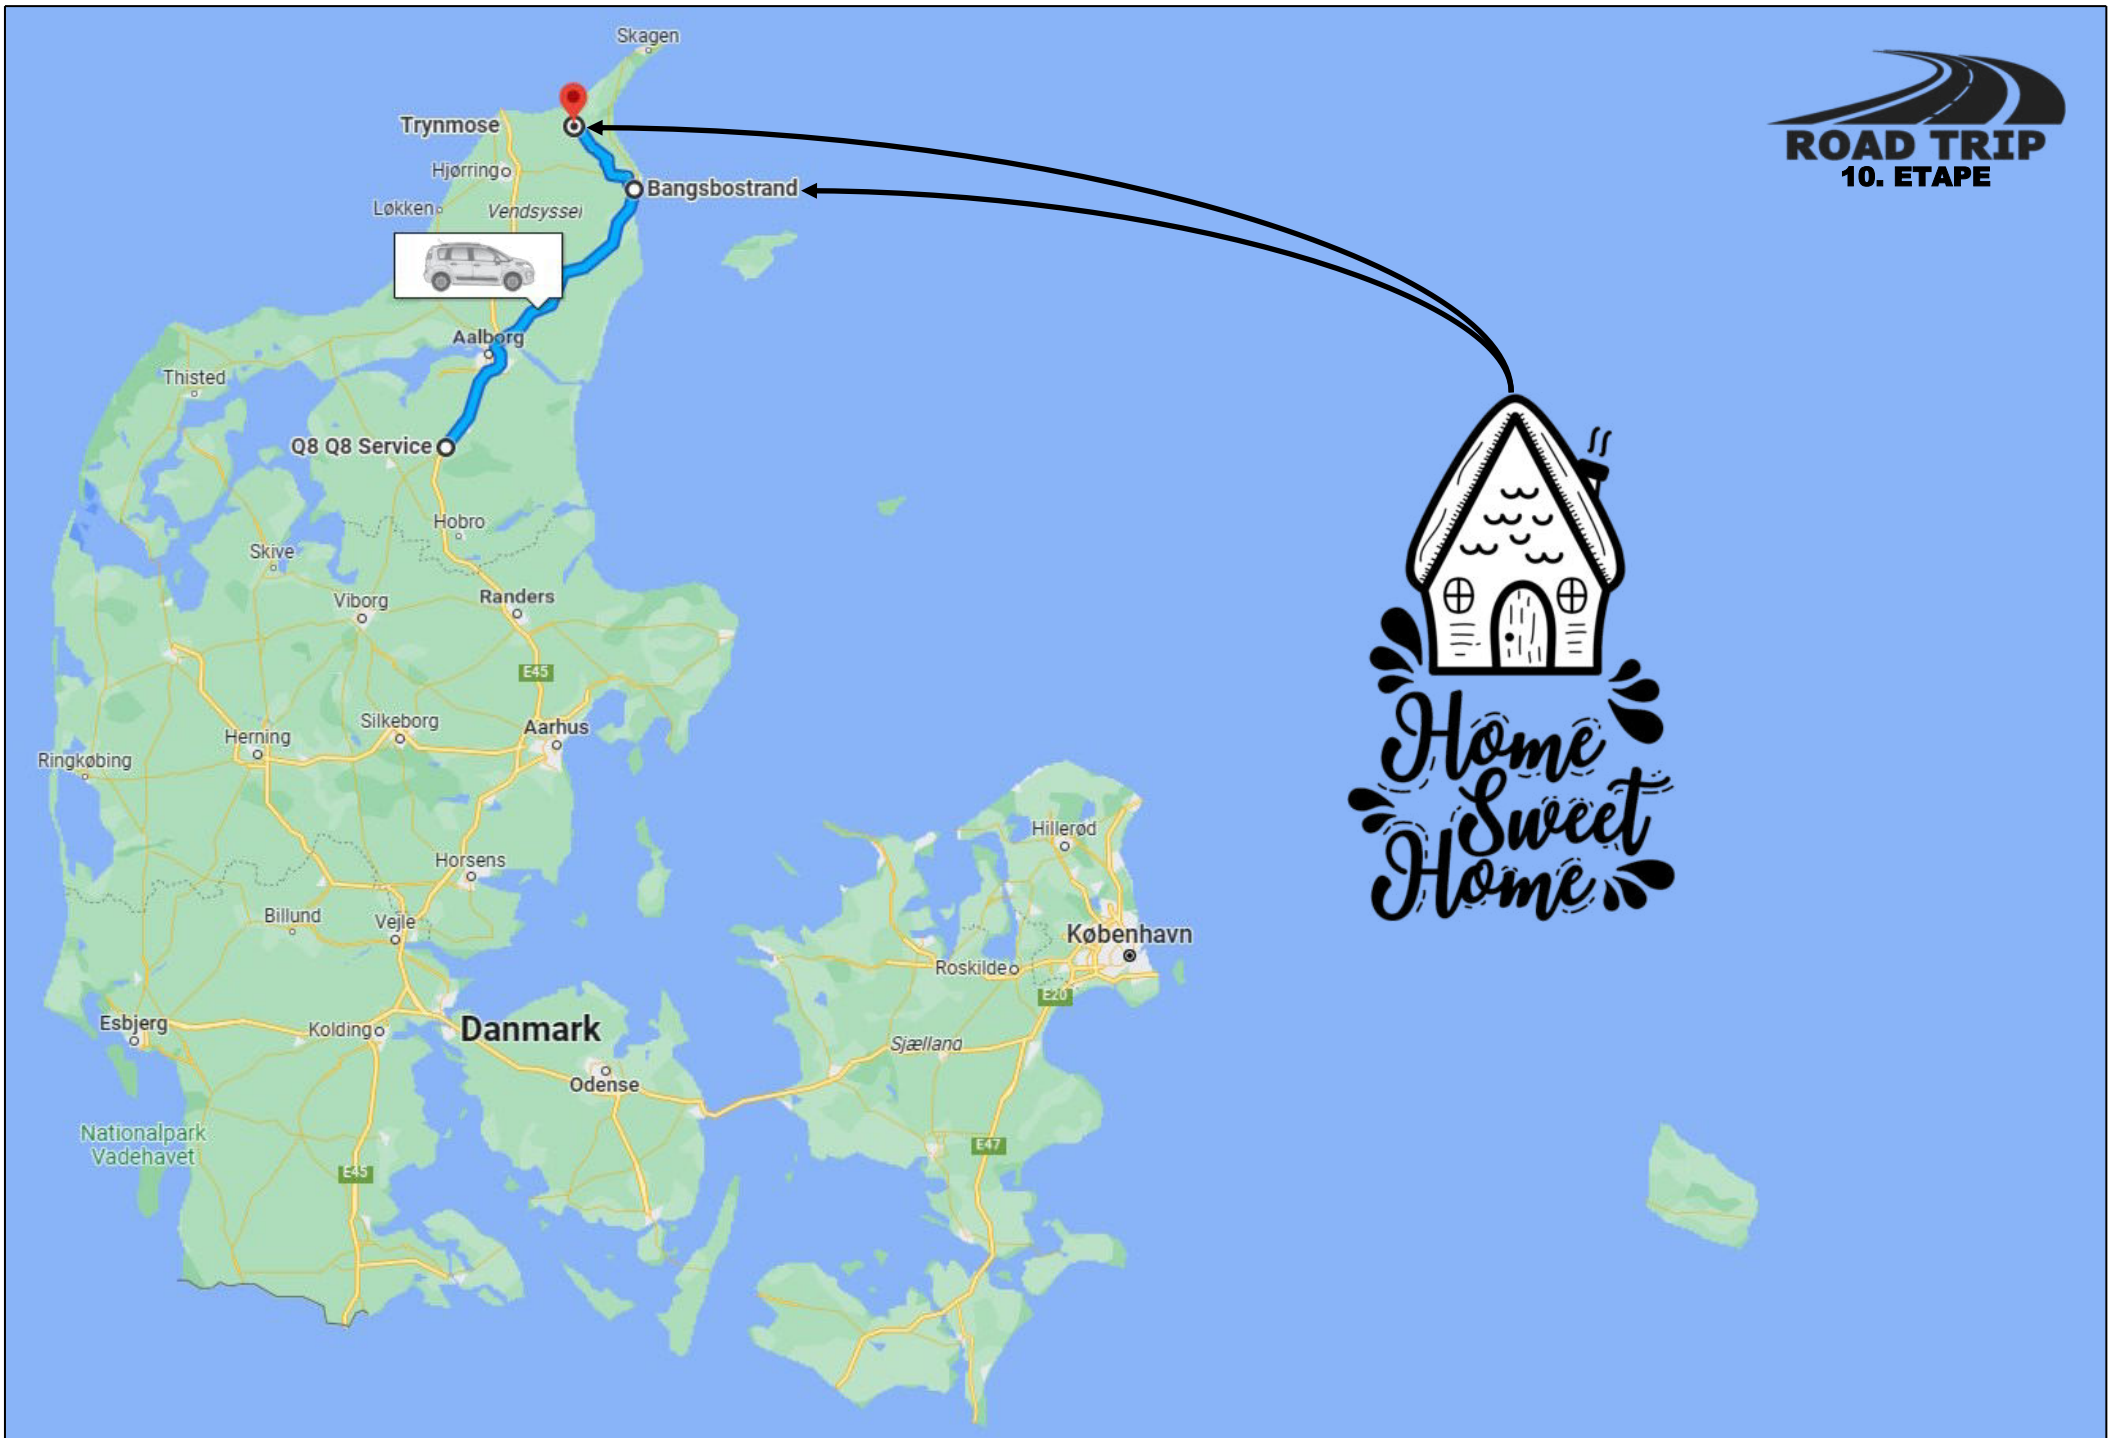 Skagen
ROAD TRIP
10. ETAPE
Trynmose
Hjørring
Bangsbostrand
Løkken
Vendsyssel
Aalborg
Thisted
Q8 Q8 Service
Hobro
Skive
Viborg
Randers
E45
Silkeborg
Aarhus
Herning
Ringkøbing
Home
Sweet
Home
Hillerød
Horsens
Billund
Vejle
København
Roskilde
E20
Esbjerg
Kolding
Danmark
Sjælland
Odense
Nationalpark
Vadehavet
E47
E45